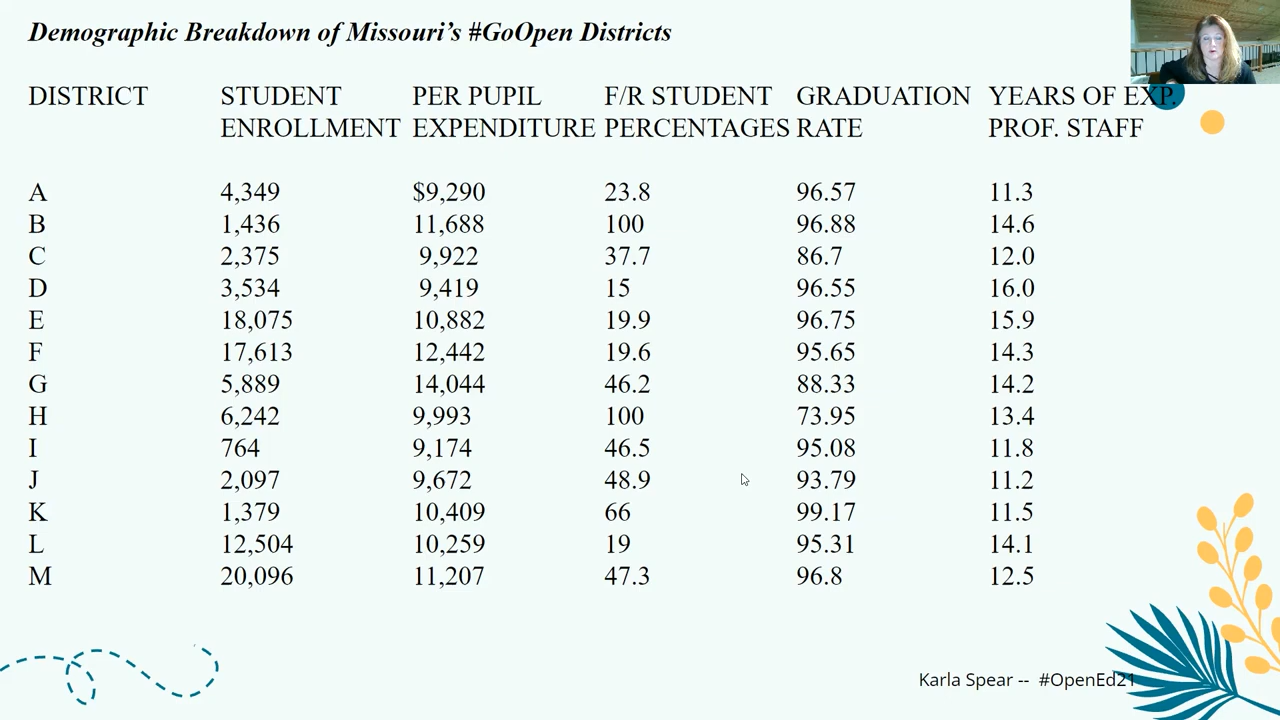 Demographic Breakdown of Missouri's #GoOpen Districts
DISTRICT STUDENT ENROLLMENT PER PUPIL EXPENDITURE F/R STUDENT PERCENTAGES GRADUATION RATE YEARS OF EXP. PROF. STAFF
A 4,349 $9,290 23.8 96.57 11.3
B 1,436 11,688 100 96.88 14.6
C 2,375 9,922 37.7 86.7 12.0
D 3,534 9,419 15 96.55 16.0
E 18,075 10,882 19.9 96.75 15.9
F 17,613 12,442 19.6 95.65 14.3
G 5,889 14,044 46.2 88.33 14.2
H 6,242 9,993 100 73.95 13.4
I 764 9,174 46.5 95.08 11.8
J 2,097 9,672 48.9 93.79 11.2
K 1,379 10,409 66 99.17 11.5
L 12,504 10,259 19 95.31 14.1
M 20,096 11,207 47.3 96.8 12.5
Karla Spear -- #OpenEd21